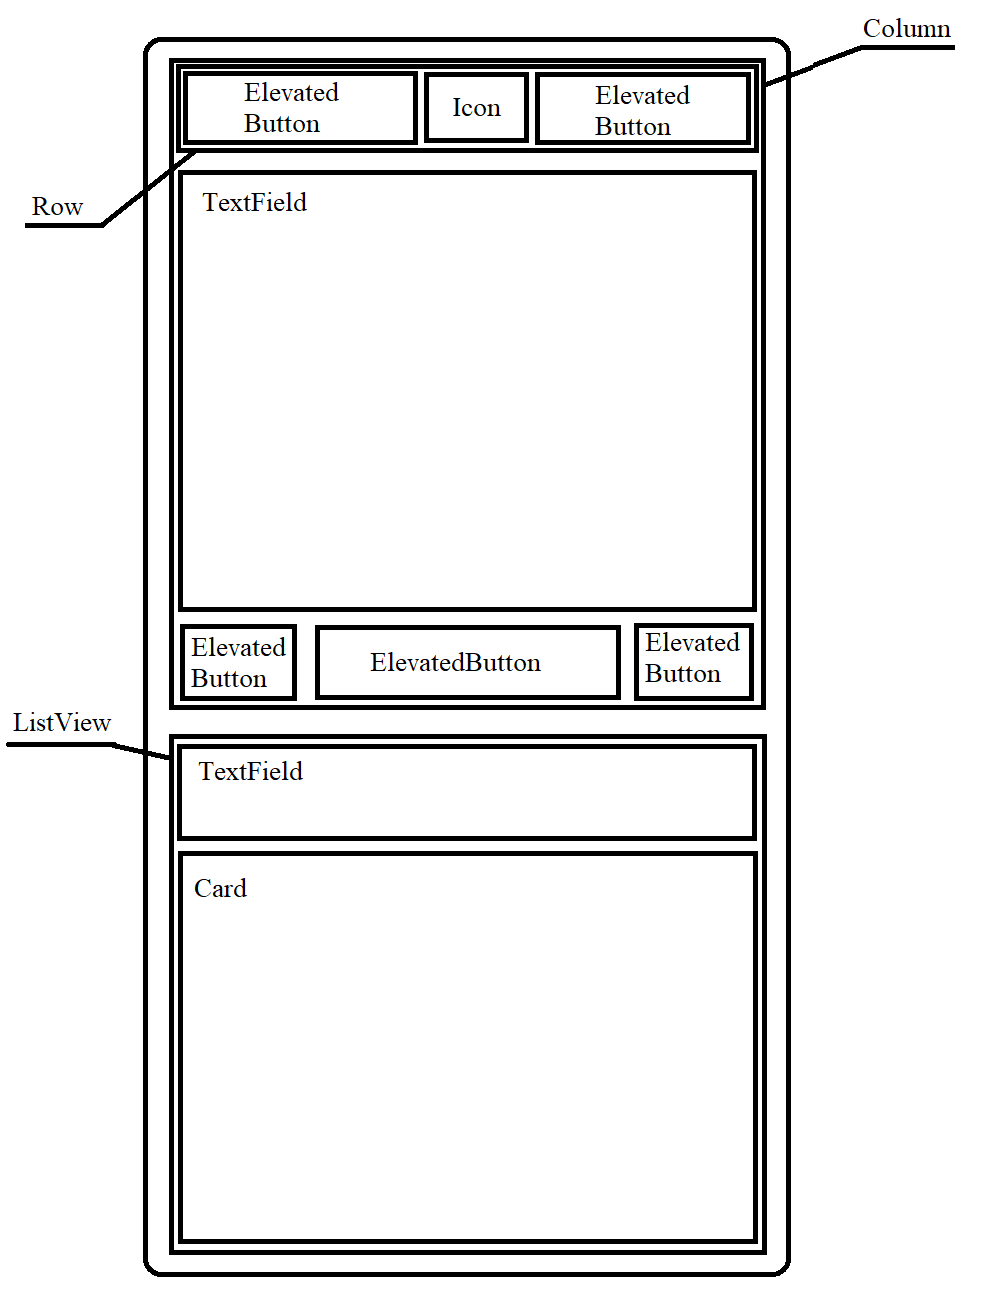 Column
Elevated
Button
Icon
Elevated
Button
Row
TextField
Elevated
Button
ElevatedButton
Elevated
Button
ListView
TextField
Card